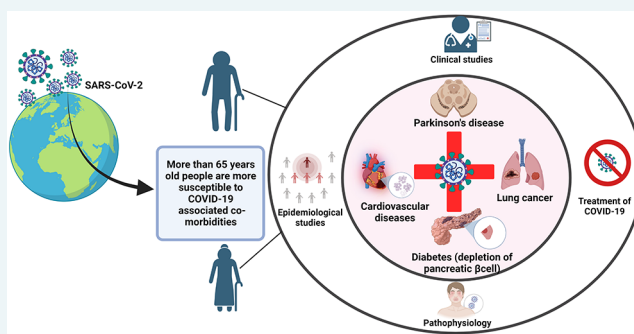 SARS-CoV-2
More than 65 years
old people are more
susceptible to
COVID-19
associated co-
morbidities
Clinical studies
Parkinson's disease
Epidemiological
studies
Cardiovascular
diseases
Lung cancer
Diabetes (depletion of
pancreatic βcell)
Treatment of
COVID-19
Pathophysiology